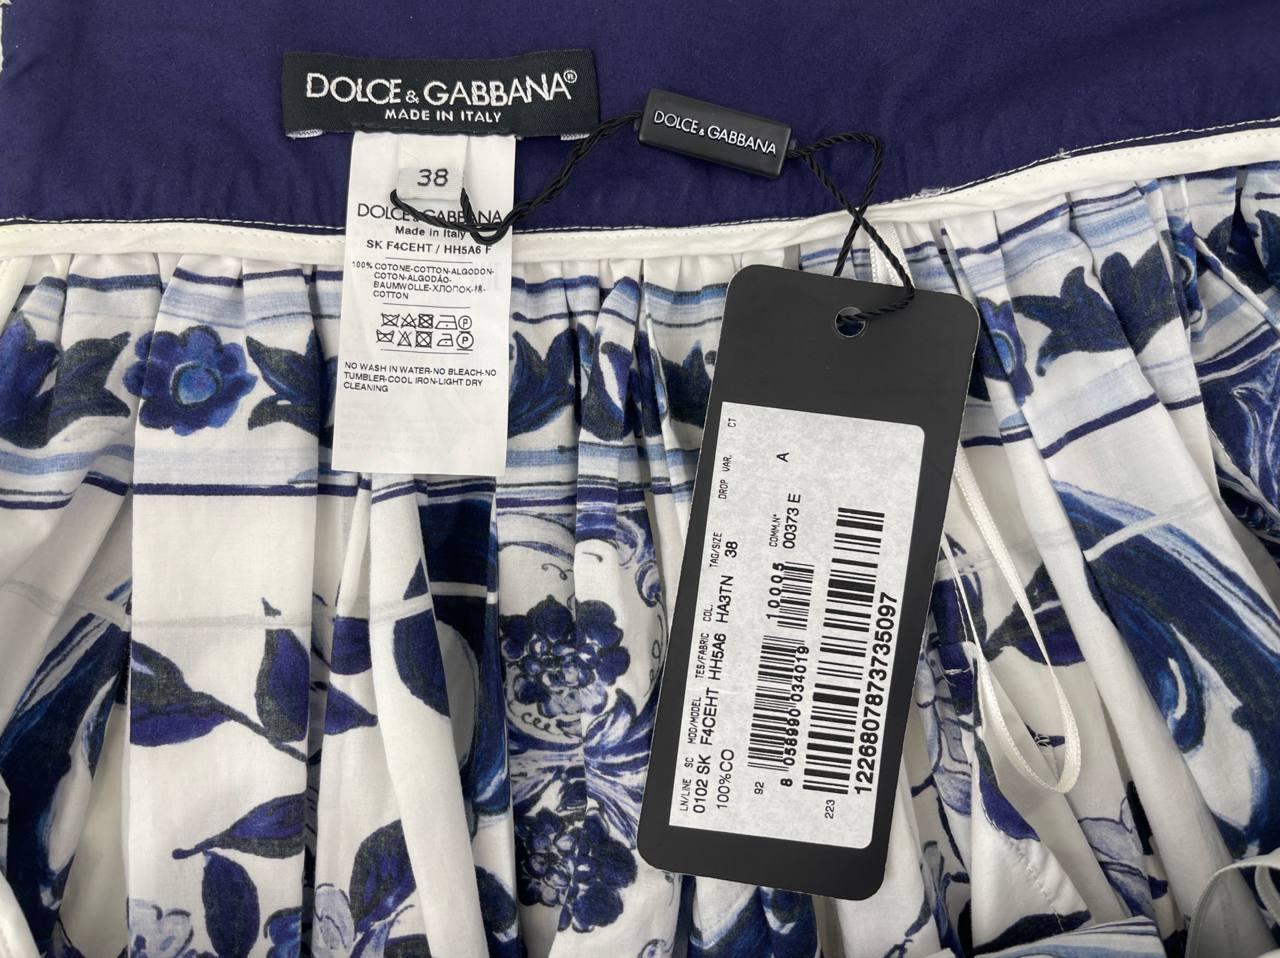 DOLCE & GABBANA®
MADE IN ITALY
38
DOLCE & GABBANA
Made in Italy
SK F4CEHT / HH5A6 F
100% COTONE-COTTON-ALGODON-
COTON-ALGODÃO-
BAUMWOLLE-ХЛОПОК-棉-
COTTON
NO WASH IN WATER-NO BLEACH-NO
TUMBLER-COOL IRON-LIGHT DRY
CLEANING
DOLCE & GABBANA
LN/LINE SC MOD/MODEL TES/FABRIC COL. TAG/SIZE DROP VAR. CT
0102 SK F4CEHT HH5A6 HA3TN 38
100%CO
COMM.N°
00373 E A
92
8 058990 034019 10005
223
1226807873735097